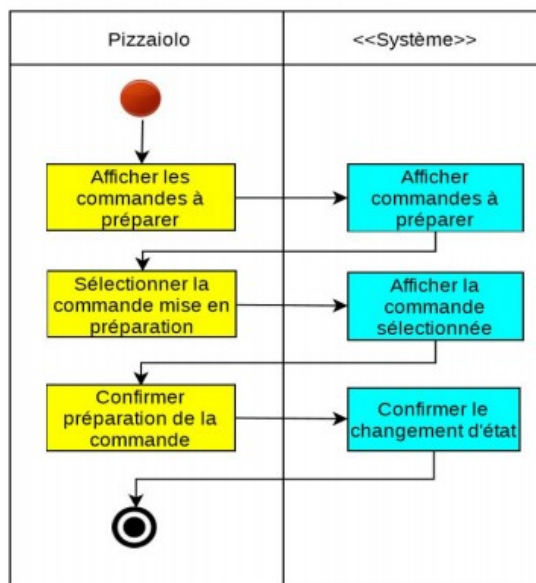 Pizzaiolo
<<Système>>
Afficher les
commandes à
préparer
Afficher
commandes à
préparer
Sélectionner la
commande mise en
préparation
Afficher la
commande
sélectionnée
Confirmer
préparation de la
commande
Confirmer le
changement d'état